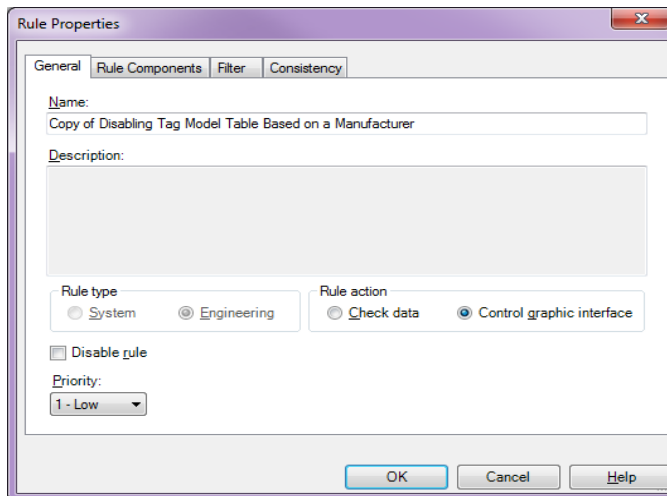 Rule Properties
General Rule Components Filter Consistency
Name:
Copy of Disabling Tag Model Table Based on a Manufacturer
Description:
Rule type Rule action
System Engineering Check data Control graphic interface
Disable rule
Priority:
1 - Low
OK Cancel Help